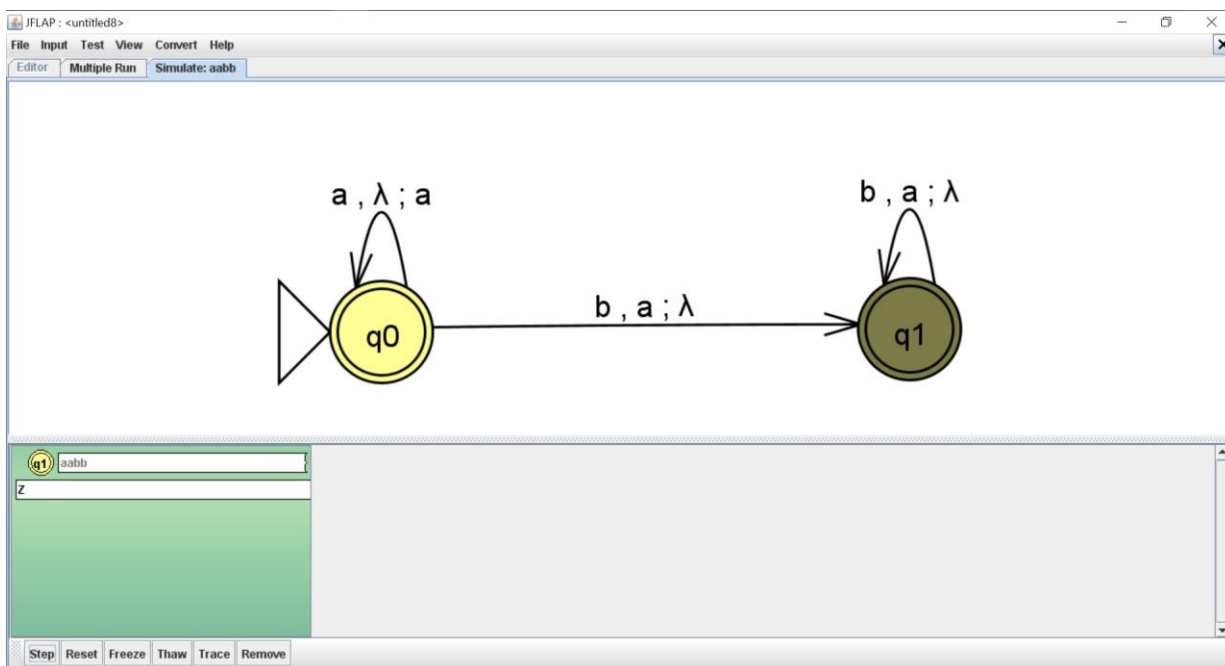 JFLAP : <untitled8>
File Input Test View Convert Help
Editor Multiple Run Simulate: aabb
a , λ ; a
b , a ; λ
b , a ; λ
q0
q1
q1 aabb
Z
Step Reset Freeze Thaw Trace Remove